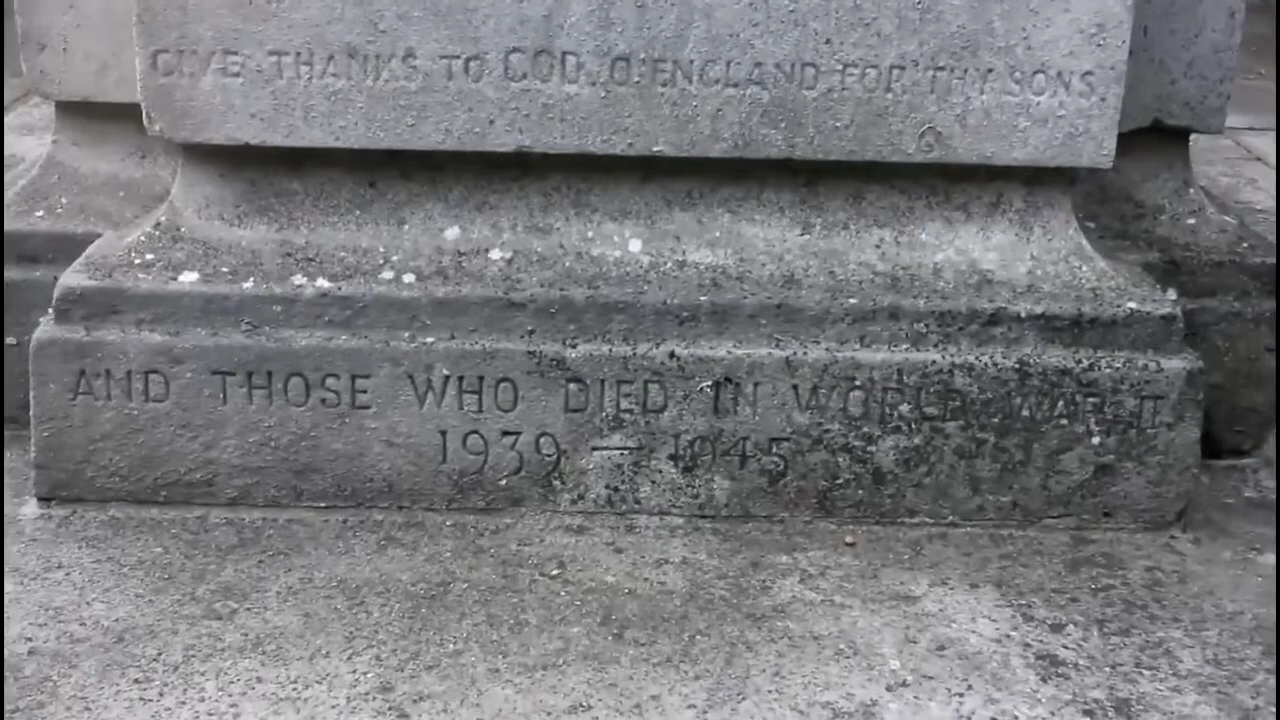 GIVE THANKS TO GOD, O ENGLAND FOR THY SONS.
AND THOSE WHO DIED IN WORLD WAR II
1939 — 1945